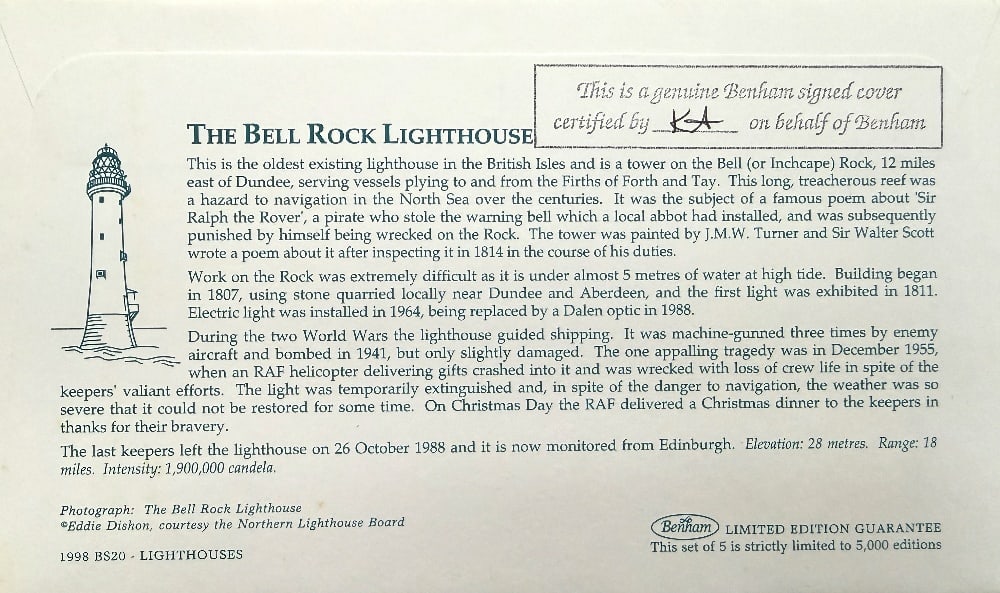 This is a genuine Benham signed cover
certified by KA on behalf of Benham
THE BELL ROCK LIGHTHOUSE
This is the oldest existing lighthouse in the British Isles and is a tower on the Bell (or Inchcape) Rock, 12 miles
east of Dundee, serving vessels plying to and from the Firths of Forth and Tay. This long, treacherous reef was
a hazard to navigation in the North Sea over the centuries. It was the subject of a famous poem about 'Sir
Ralph the Rover', a pirate who stole the warning bell which a local abbot had installed, and was subsequently
punished by himself being wrecked on the Rock. The tower was painted by J.M.W. Turner and Sir Walter Scott
wrote a poem about it after inspecting it in 1814 in the course of his duties.
Work on the Rock was extremely difficult as it is under almost 5 metres of water at high tide. Building began
in 1807, using stone quarried locally near Dundee and Aberdeen, and the first light was exhibited in 1811.
Electric light was installed in 1964, being replaced by a Dalen optic in 1988.
During the two World Wars the lighthouse guided shipping. It was machine-gunned three times by enemy
aircraft and bombed in 1941, but only slightly damaged. The one appalling tragedy was in December 1955,
when an RAF helicopter delivering gifts crashed into it and was wrecked with loss of crew life in spite of the
keepers' valiant efforts. The light was temporarily extinguished and, in spite of the danger to navigation, the weather was so
severe that it could not be restored for some time. On Christmas Day the RAF delivered a Christmas dinner to the keepers in
thanks for their bravery.
The last keepers left the lighthouse on 26 October 1988 and it is now monitored from Edinburgh. Elevation: 28 metres. Range: 18
miles. Intensity: 1,900,000 candela.
Photograph: The Bell Rock Lighthouse
©Eddie Dishon, courtesy the Northern Lighthouse Board
1998 BS20 - LIGHTHOUSES
Benham LIMITED EDITION GUARANTEE
This set of 5 is strictly limited to 5,000 editions